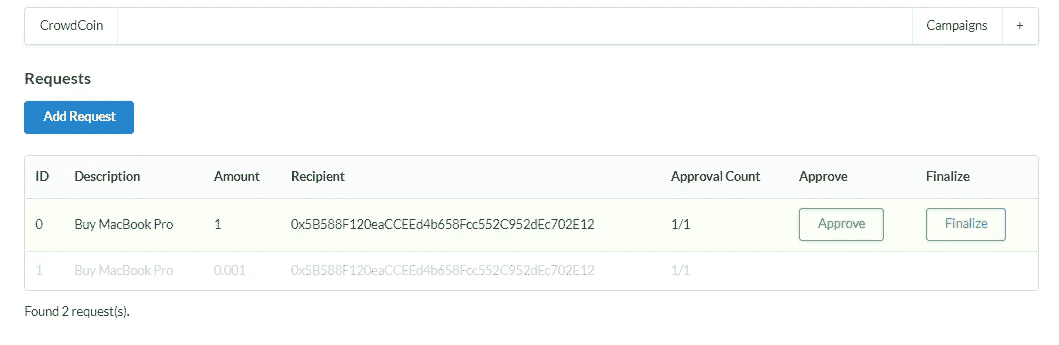 CrowdCoin Campaigns +
Requests
Add Request
ID Description Amount Recipient Approval Count Approve Finalize
0 Buy MacBook Pro 1 0x5B588F120eaCCEEd4b658Fcc552C952dEc702E12 1/1 Approve Finalize
1 Buy MacBook Pro 0.001 0x5B588F120eaCCEEd4b658Fcc552C952dEc702E12 1/1
Found 2 request(s).